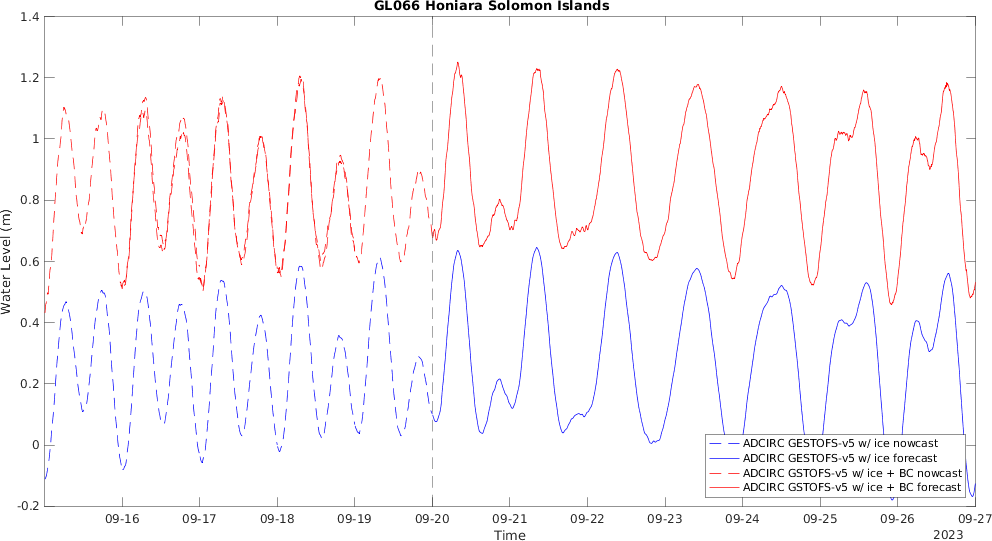 GL066 Honiara Solomon Islands
Water Level (m)
1.4
1.2
1
0.8
0.6
0.4
0.2
0
-0.2
ADCIRC GESTOFS-v5 w/ ice nowcast
ADCIRC GESTOFS-v5 w/ ice forecast
ADCIRC GSTOFS-v5 w/ ice + BC nowcast
ADCIRC GSTOFS-v5 w/ ice + BC forecast
09-16 09-17 09-18 09-19 09-20 09-21 09-22 09-23 09-24 09-25 09-26 09-27
Time
2023